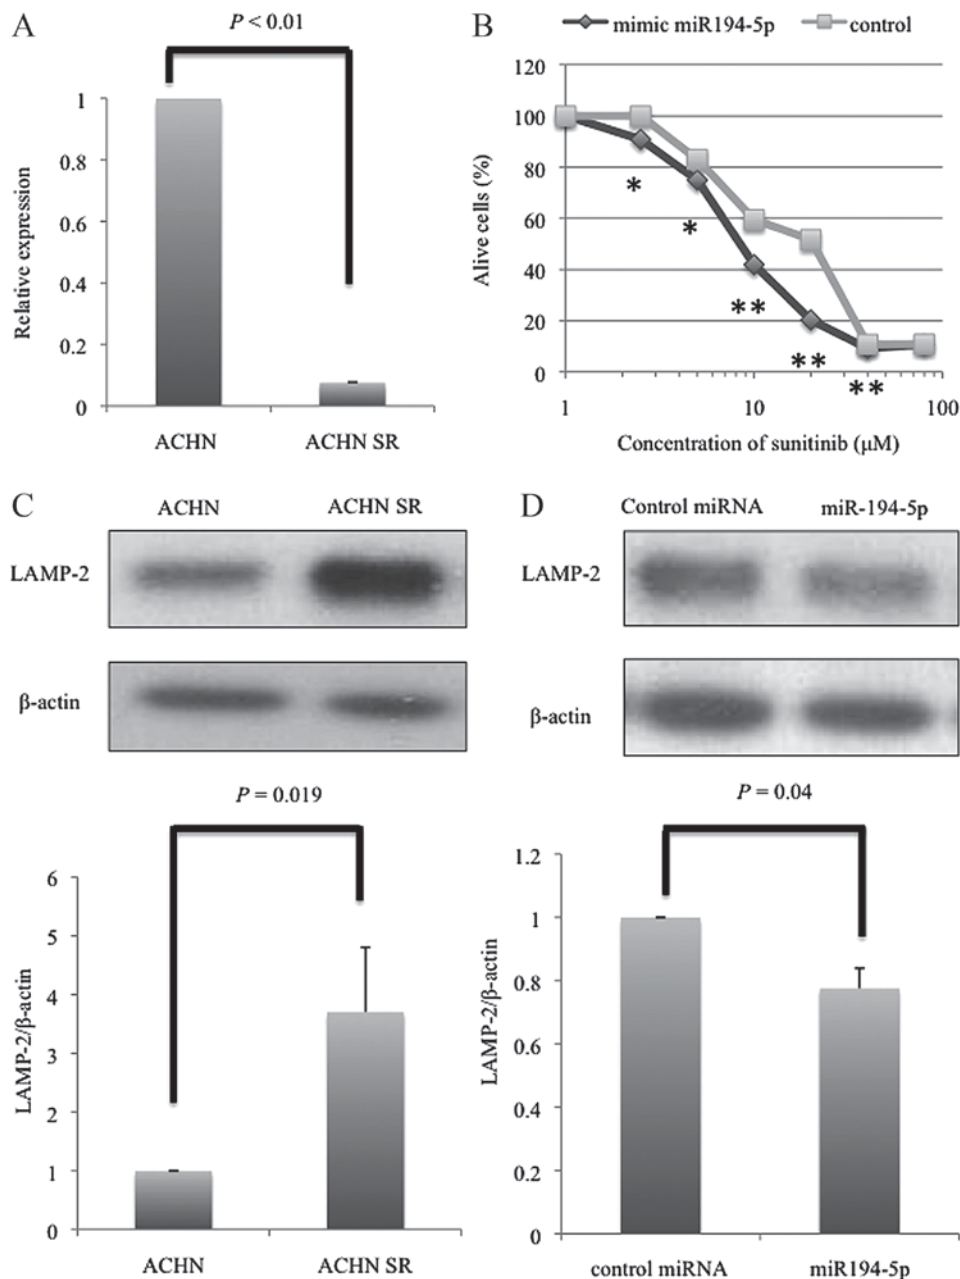 A
P < 0.01
Relative expression
1
0.8
0.6
0.4
0.2
0
ACHN
ACHN SR
B
mimic miR194-5p
control
Alive cells (%)
120
100
80
60
40
20
0
*
*
**
**
**
1
10
100
Concentration of sunitinib (μM)
C
ACHN
ACHN SR
LAMP-2
β-actin
P = 0.019
LAMP-2/β-actin
6
5
4
3
2
1
0
ACHN
ACHN SR
D
Control miRNA
miR-194-5p
LAMP-2
β-actin
P = 0.04
LAMP-2/β-actin
1.2
1
0.8
0.6
0.4
0.2
0
control miRNA
miR194-5p